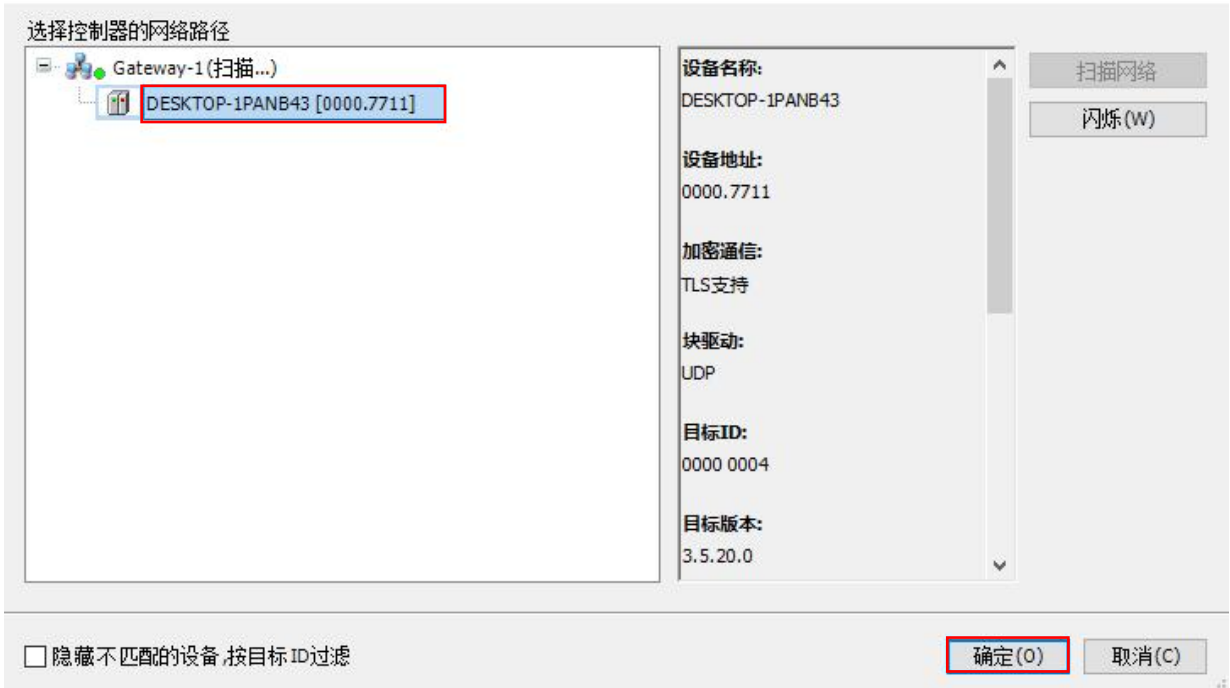 选择控制器的网络路径
Gateway-1(扫描...)
DESKTOP-1PANB43 [0000.7711]
设备名称:
DESKTOP-1PANB43
设备地址:
0000.7711
加密通信:
TLS支持
块驱动:
UDP
目标ID:
0000 0004
目标版本:
3.5.20.0
扫描网络
闪烁(W)
隐藏不匹配的设备,按目标ID过滤
确定(O)
取消(C)